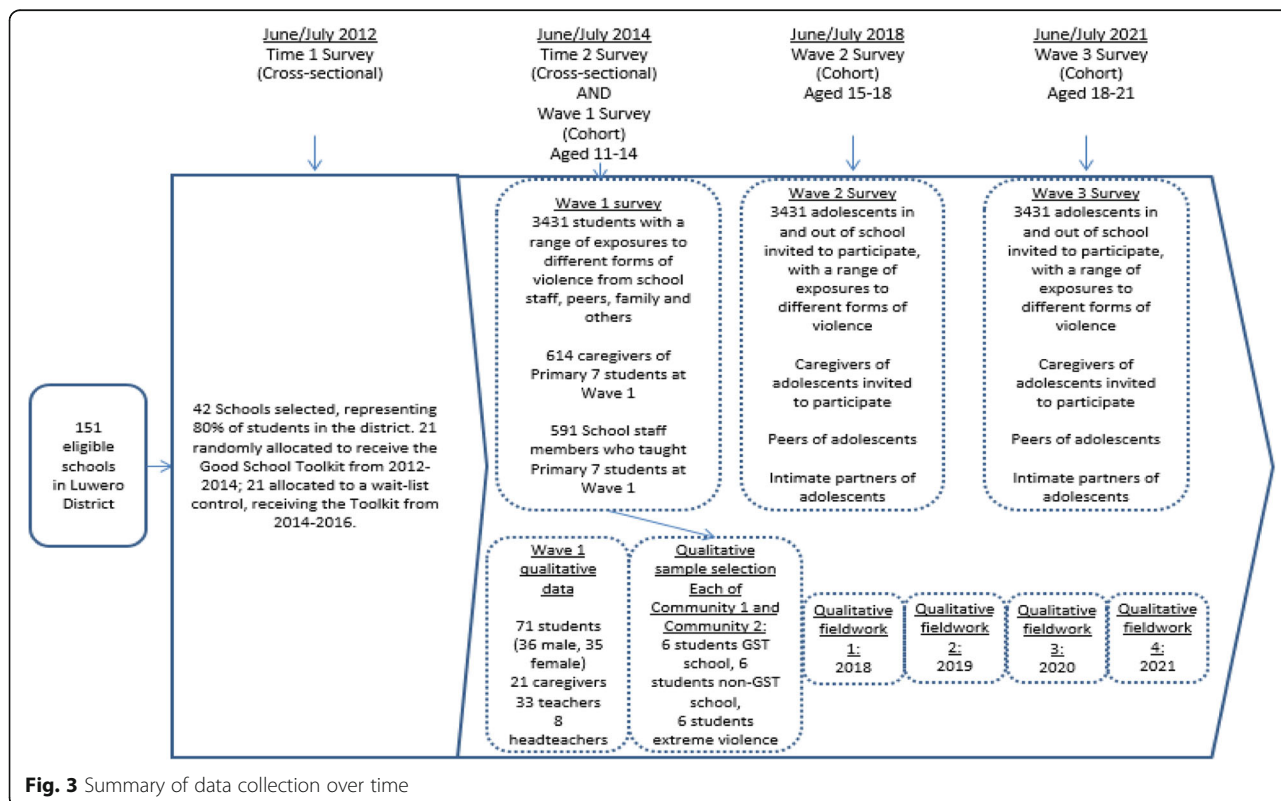 June/July 2012
Time 1 Survey
(Cross-sectional)
June/July 2014
Time 2 Survey
(Cross-sectional)
AND
Wave 1 Survey
(Cohort)
Aged 11-14
June/July 2018
Wave 2 Survey
(Cohort)
Aged 15-18
June/July 2021
Wave 3 Survey
(Cohort)
Aged 18-21
151
eligible
schools
in Luwero
District
42 Schools selected, representing
80% of students in the district. 21
randomly allocated to receive the
Good School Toolkit from 2012-
2014; 21 allocated to a wait-list
control, receiving the Toolkit from
2014-2016.
Wave 1 survey
3431 students with a
range of exposures to
different forms of
violence from school
staff, peers, family and
others
614 caregivers of
Primary 7 students at
Wave 1
591 School staff
members who taught
Primary 7 students at
Wave 1
Wave 2 Survey
3431 adolescents in
and out of school
invited to participate,
with a range of
exposures to
different forms of
violence
Caregivers of
adolescents invited
to participate
Peers of adolescents
Intimate partners of
adolescents
Wave 3 Survey
3431 adolescents in
and out of school
invited to participate,
with a range of
exposures to
different forms of
violence
Caregivers of
adolescents invited
to participate
Peers of adolescents
Intimate partners of
adolescents
Wave 1
qualitative
data
71 students
(36 male, 35
female)
21 caregivers
33 teachers
8
headteachers
Qualitative
sample selection
Each of
Community 1 and
Community 2:
6 students GST
school, 6
students non-GST
school,
6 students
extreme violence
Qualitative
fieldwork
1:
2018
Qualitative
fieldwork
2:
2019
Qualitative
fieldwork
3:
2020
Qualitative
fieldwork
4:
2021
Fig. 3 Summary of data collection over time